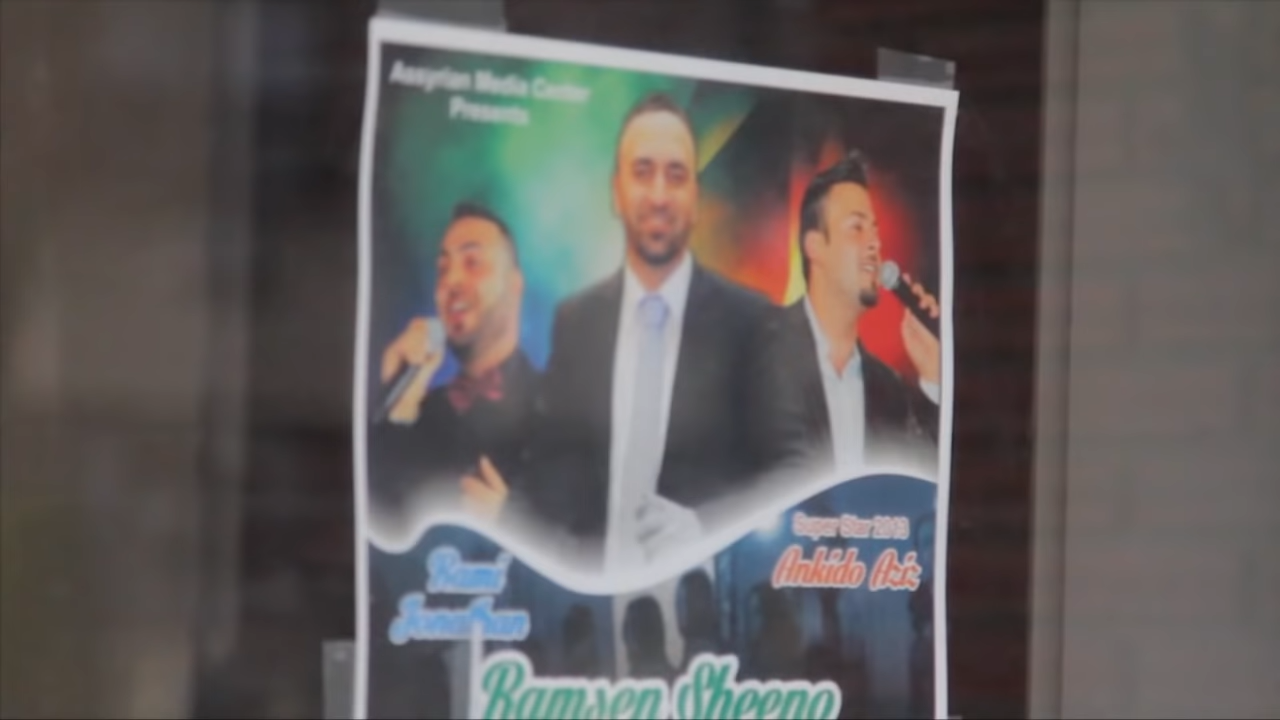 Assyrian Media Center
Presents
Super Star 2013
Ankido Aziz
Rami
Jonathan
Ramsen Sheeno